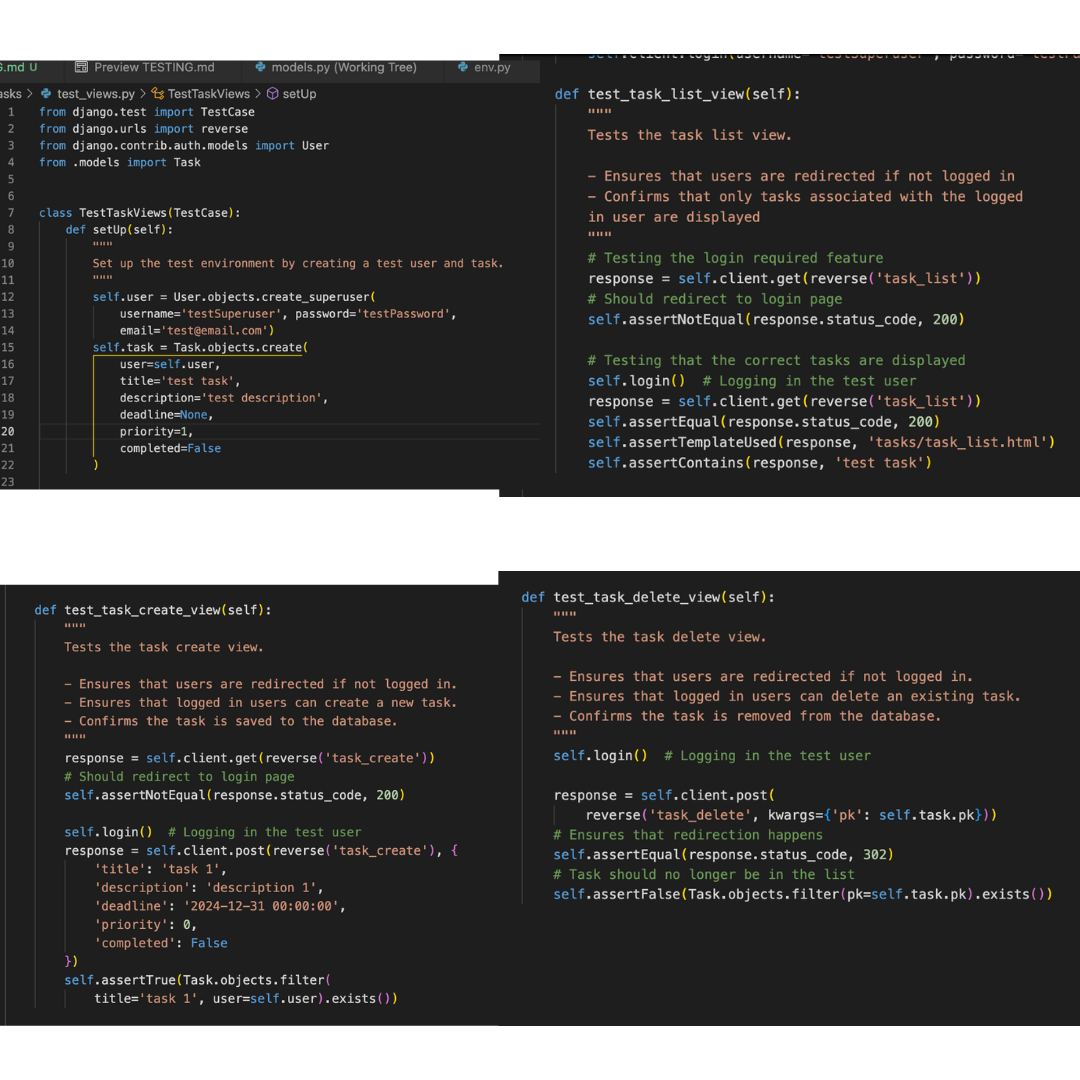 .md U Preview TESTING.md models.py (Working Tree) env.py
asks > test_views.py > TestTaskViews > setUp
1 from django.test import TestCase
2 from django.urls import reverse
3 from django.contrib.auth.models import User
4 from .models import Task
5
6
7 class TestTaskViews(TestCase):
8 def setUp(self):
9 """
10 Set up the test environment by creating a test user and task.
11 """
12 self.user = User.objects.create_superuser(
13 username='testSuperuser', password='testPassword',
14 email='test@email.com')
15 self.task = Task.objects.create(
16 user=self.user,
17 title='test task',
18 description='test description',
19 deadline=None,
20 priority=1,
21 completed=False
22 )
23
def test_task_list_view(self):
"""
Tests the task list view.
- Ensures that users are redirected if not logged in
- Confirms that only tasks associated with the logged
in user are displayed
"""
# Testing the login required feature
response = self.client.get(reverse('task_list'))
# Should redirect to login page
self.assertNotEqual(response.status_code, 200)
# Testing that the correct tasks are displayed
self.login() # Logging in the test user
response = self.client.get(reverse('task_list'))
self.assertEqual(response.status_code, 200)
self.assertTemplateUsed(response, 'tasks/task_list.html')
self.assertContains(response, 'test task')
def test_task_create_view(self):
"""
Tests the task create view.
- Ensures that users are redirected if not logged in.
- Ensures that logged in users can create a new task.
- Confirms the task is saved to the database.
"""
response = self.client.get(reverse('task_create'))
# Should redirect to login page
self.assertNotEqual(response.status_code, 200)
self.login() # Logging in the test user
response = self.client.post(reverse('task_create'), {
'title': 'task 1',
'description': 'description 1',
'deadline': '2024-12-31 00:00:00',
'priority': 0,
'completed': False
})
self.assertTrue(Task.objects.filter(
title='task 1', user=self.user).exists())
def test_task_delete_view(self):
"""
Tests the task delete view.
- Ensures that users are redirected if not logged in.
- Ensures that logged in users can delete an existing task.
- Confirms the task is removed from the database.
"""
self.login() # Logging in the test user
response = self.client.post(
reverse('task_delete', kwargs={'pk': self.task.pk}))
# Ensures that redirection happens
self.assertEqual(response.status_code, 302)
# Task should no longer be in the list
self.assertFalse(Task.objects.filter(pk=self.task.pk).exists())